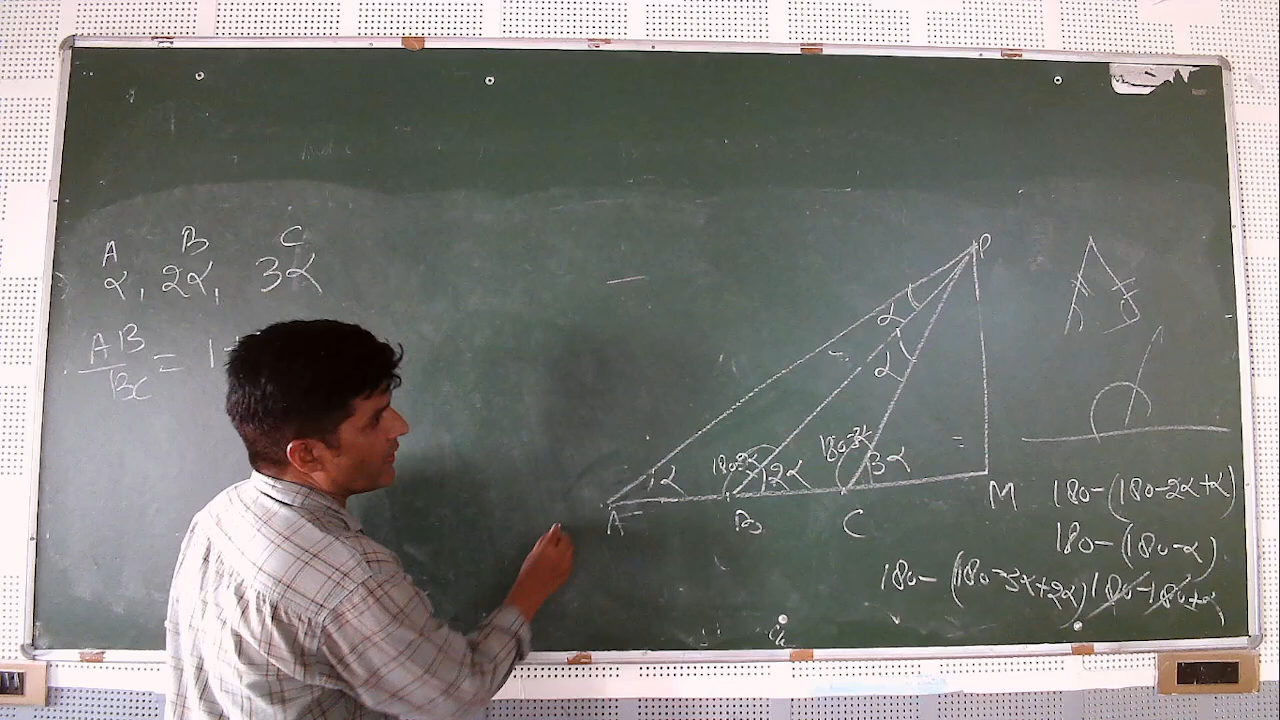 A B C
α, 2α, 3α
AB/BC = 1+
P
α
α
180-2α
180-3α
α 2α 3α
A B C M
180-(180-2α+α)
180-(180-α)
180-(180-3α+2α) 180-180+α